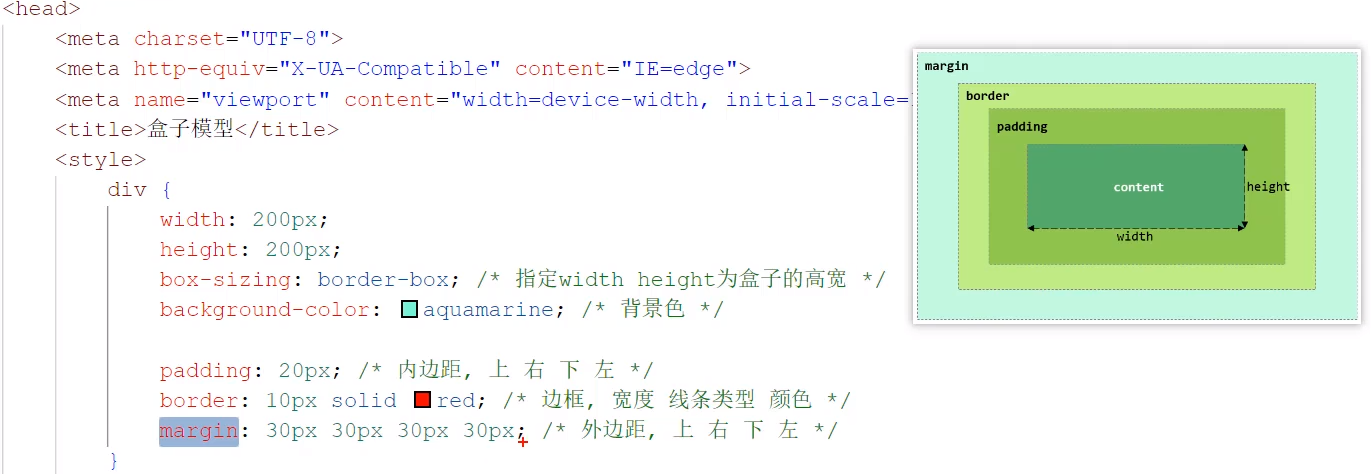 <head>
<meta charset="UTF-8">
<meta http-equiv="X-UA-Compatible" content="IE=edge">
<meta name="viewport" content="width=device-width, initial-scale=
<title>盒子模型</title>
<style>
div {
width: 200px;
height: 200px;
box-sizing: border-box; /* 指定width height为盒子的高宽 */
background-color: aquamarine; /* 背景色 */
padding: 20px; /* 内边距, 上 右 下 左 */
border: 10px solid red; /* 边框, 宽度 线条类型 颜色 */
margin: 30px 30px 30px 30px; /* 外边距, 上 右 下 左 */
}
margin
border
padding
content
height
width